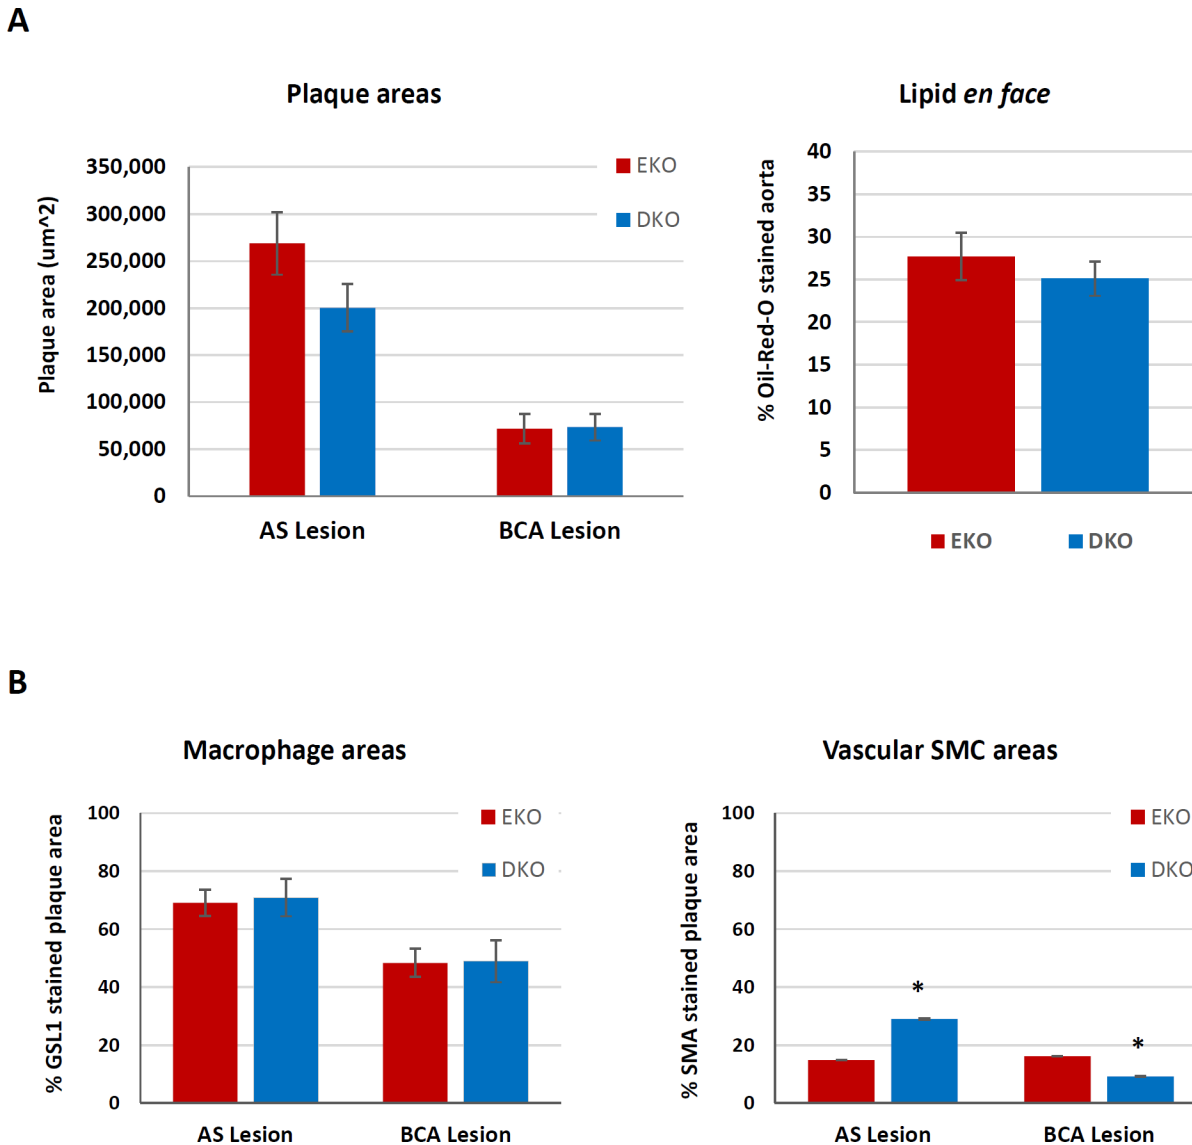 A
Plaque areas
Plaque area (um^2)
350,000
300,000
250,000
200,000
150,000
100,000
50,000
0
EKO
DKO
AS Lesion
BCA Lesion
Lipid en face
% Oil-Red-O stained aorta
40
35
30
25
20
15
10
5
0
EKO
DKO
B
Macrophage areas
% GSL1 stained plaque area
100
80
60
40
20
0
EKO
DKO
AS Lesion
BCA Lesion
Vascular SMC areas
% SMA stained plaque area
100
80
60
40
20
0
EKO
DKO
*
*
AS Lesion
BCA Lesion